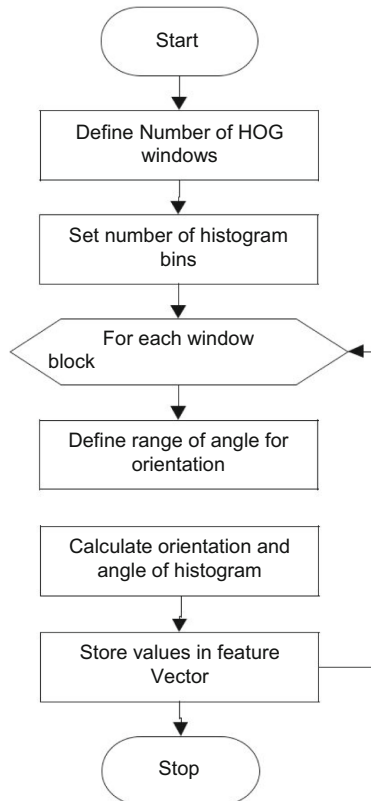 Start
Define Number of HOG
windows
Set number of histogram
bins
For each window
block
Define range of angle for
orientation
Calculate orientation and
angle of histogram
Store values in feature
Vector
Stop